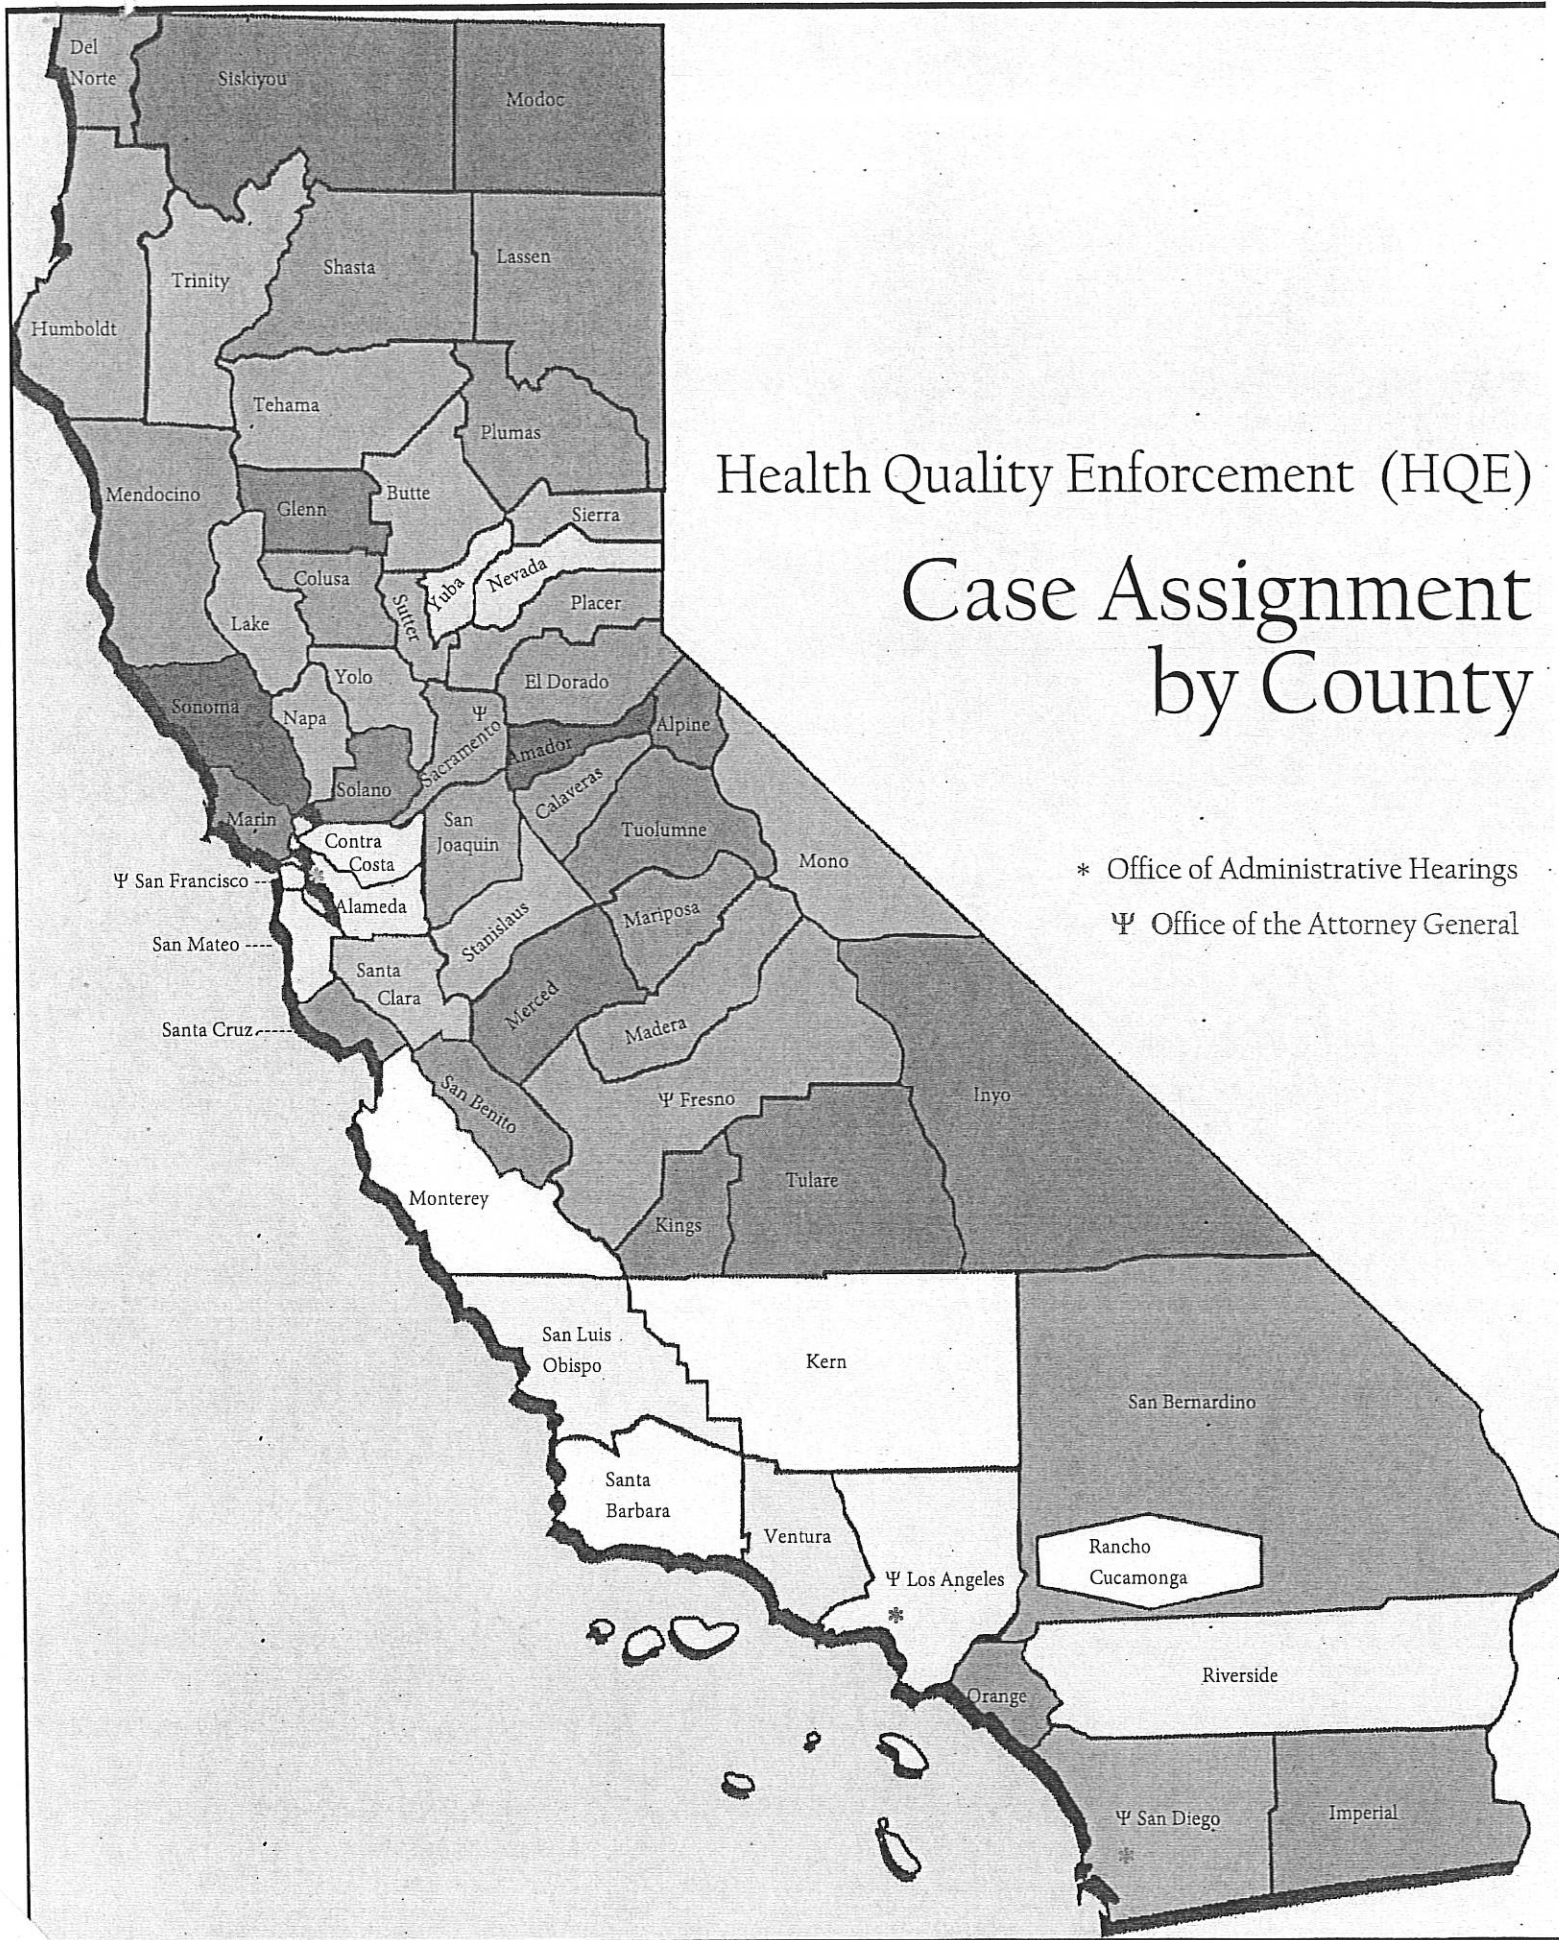 Del
Norte
Siskiyou
Modoc
Trinity
Shasta
Lassen
Humboldt
Tehama
Plumas
Mendocino
Glenn
Butte
Sierra
Colusa
Sutter
Yuba
Nevada
Placer
Lake
Yolo
El Dorado
Sonoma
Napa
Ψ
Sacramento
Amador
Alpine
Solano
Calaveras
Marin
San
Joaquin
Tuolumne
Contra
Costa
Mono
Ψ San Francisco
*
Alameda
Stanislaus
Mariposa
San Mateo
Santa
Clara
Merced
Madera
Santa Cruz
San Benito
Ψ Fresno
Inyo
Monterey
Kings
Tulare
San Luis
Obispo
Kern
San Bernardino
Santa
Barbara
Ventura
Ψ Los Angeles
*
Rancho
Cucamonga
Riverside
Orange
Ψ San Diego
*
Imperial
Health Quality Enforcement (HQE)
Case Assignment
by County
* Office of Administrative Hearings
Ψ Office of the Attorney General